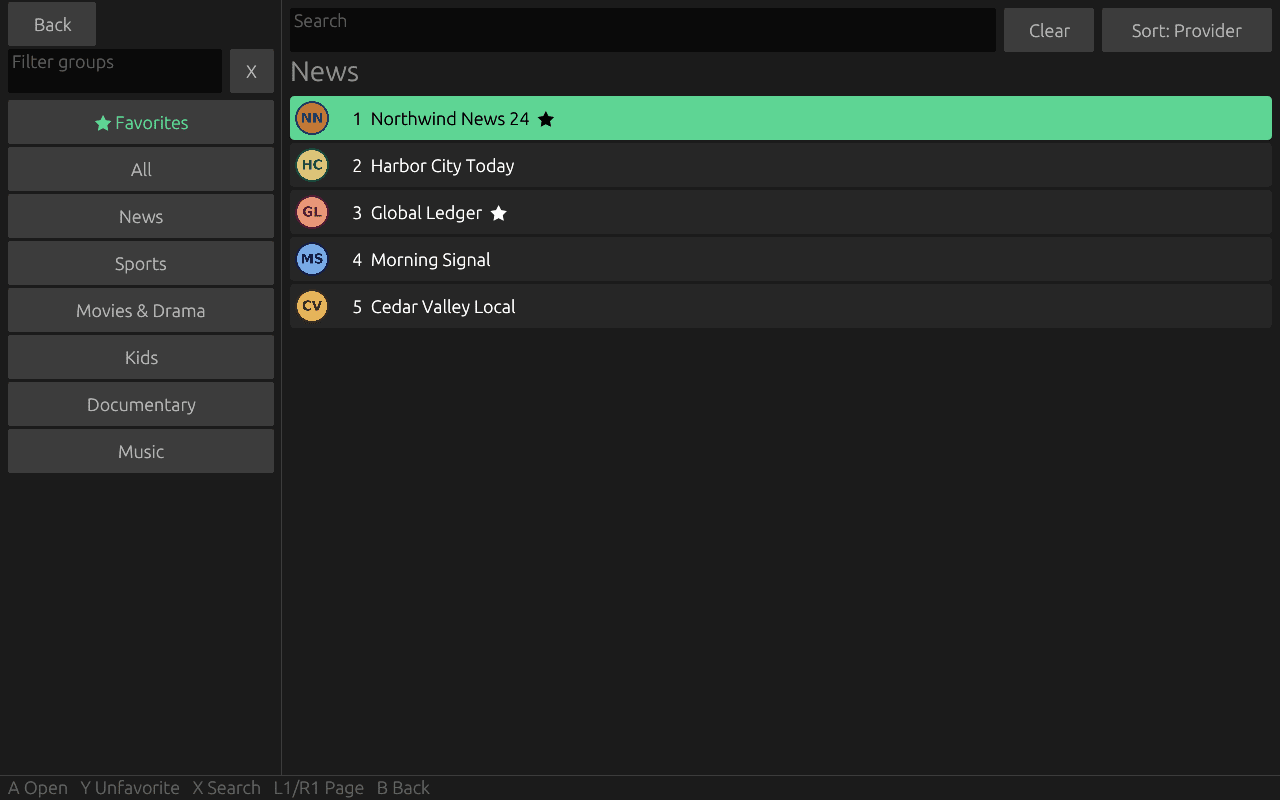 Back
Filter groups
X
★ Favorites
All
News
Sports
Movies & Drama
Kids
Documentary
Music
Search
Clear
Sort: Provider
News
NN 1 Northwind News 24 ★
HC 2 Harbor City Today
GL 3 Global Ledger ★
MS 4 Morning Signal
CV 5 Cedar Valley Local
A Open Y Unfavorite X Search L1/R1 Page B Back